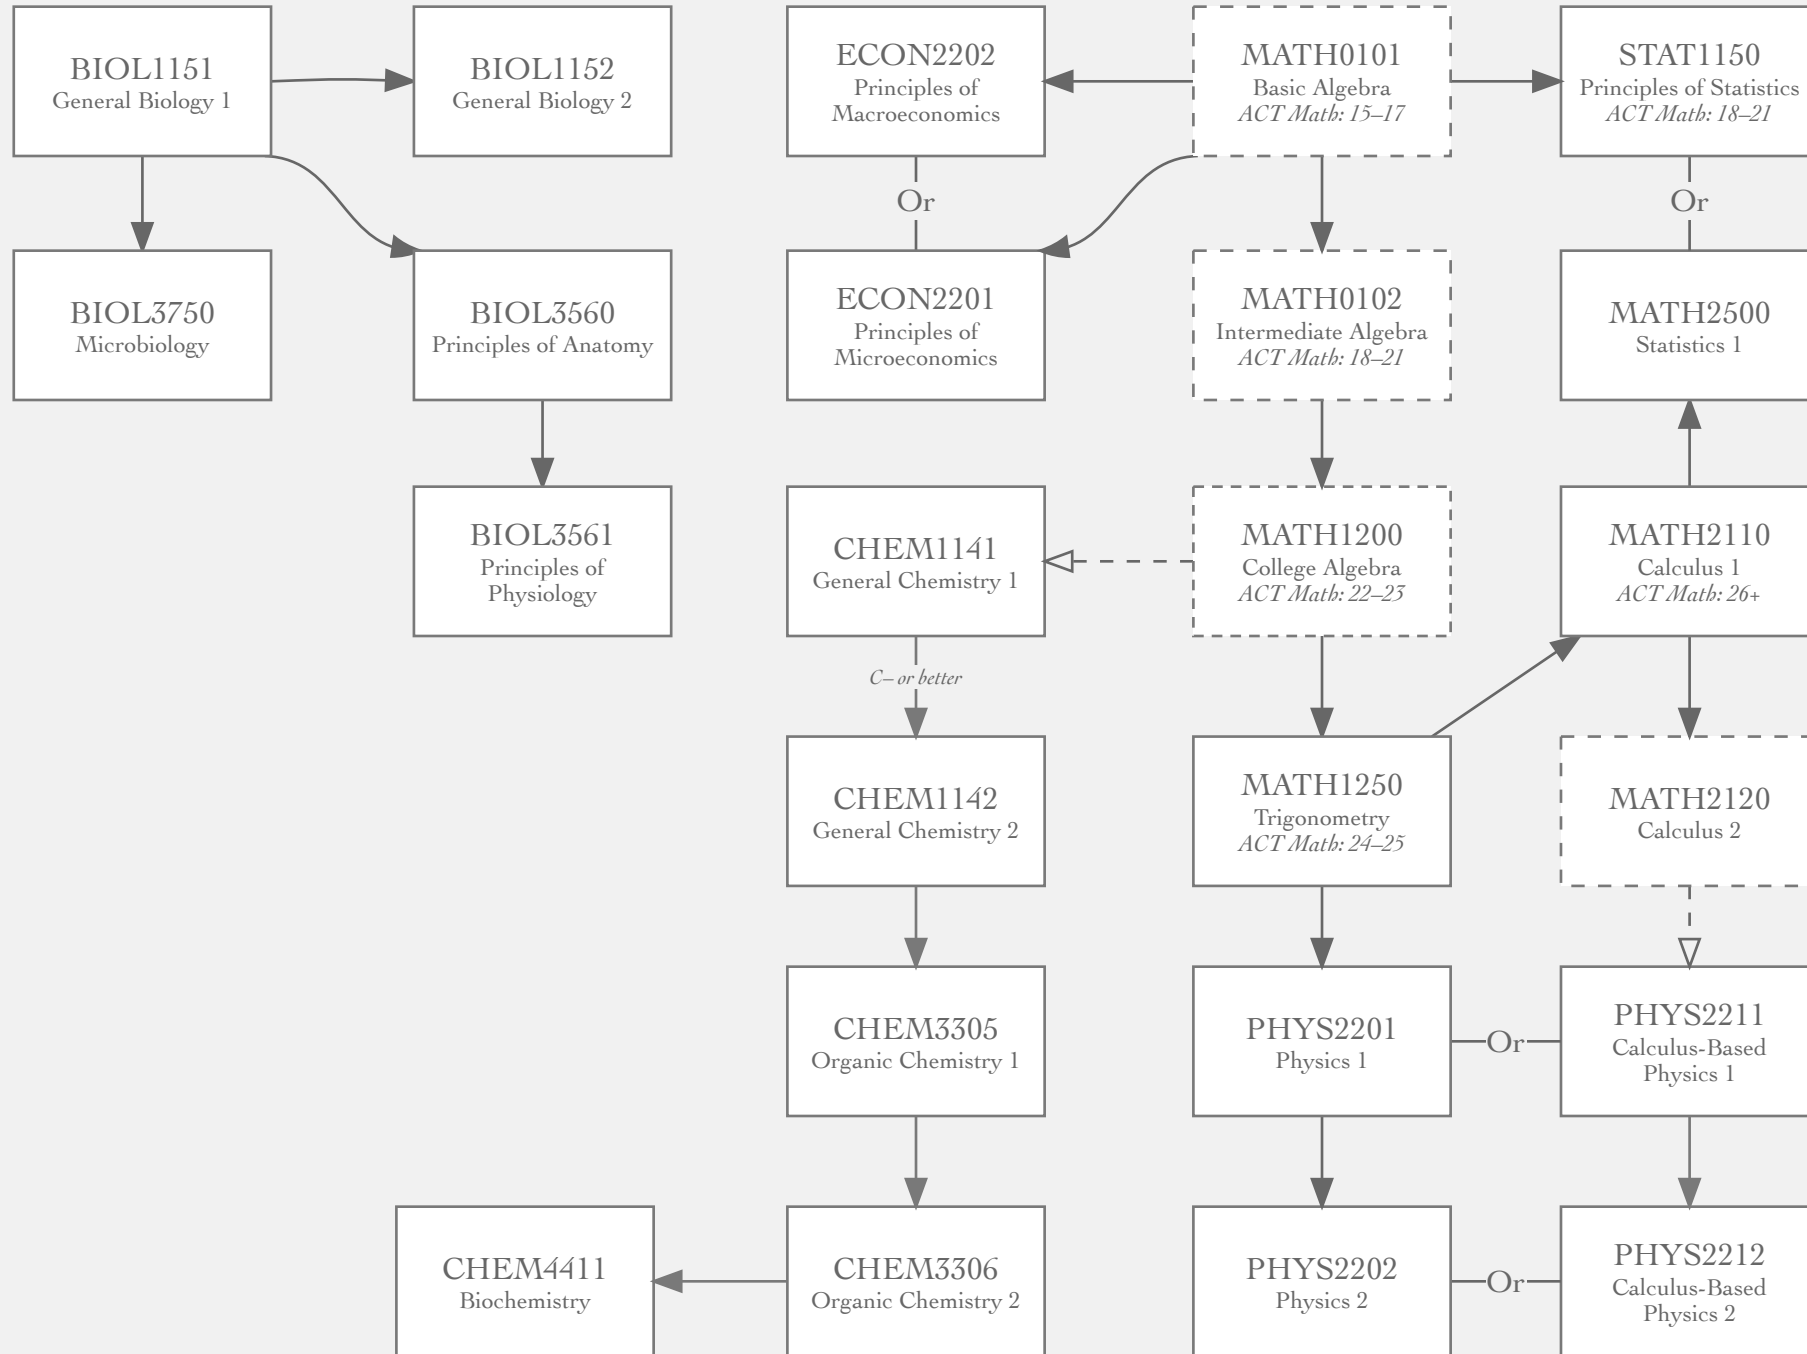 BIOL1151
General Biology 1
BIOL1152
General Biology 2
ECON2202
Principles of
Macroeconomics
MATH0101
Basic Algebra
ACT Math: 15–17
STAT1150
Principles of Statistics
ACT Math: 18–21
Or
Or
BIOL3750
Microbiology
BIOL3560
Principles of Anatomy
ECON2201
Principles of
Microeconomics
MATH0102
Intermediate Algebra
ACT Math: 18–21
MATH2500
Statistics 1
BIOL3561
Principles of
Physiology
CHEM1141
General Chemistry 1
MATH1200
College Algebra
ACT Math: 22–23
MATH2110
Calculus 1
ACT Math: 26+
C– or better
CHEM1142
General Chemistry 2
MATH1250
Trigonometry
ACT Math: 24–25
MATH2120
Calculus 2
CHEM3305
Organic Chemistry 1
PHYS2201
Physics 1
Or
PHYS2211
Calculus-Based
Physics 1
CHEM4411
Biochemistry
CHEM3306
Organic Chemistry 2
PHYS2202
Physics 2
Or
PHYS2212
Calculus-Based
Physics 2